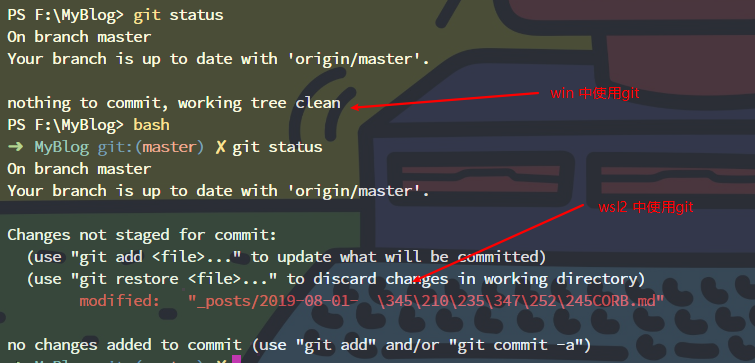 PS F:\MyBlog> git status
On branch master
Your branch is up to date with 'origin/master'.
nothing to commit, working tree clean
win 中使用git
PS F:\MyBlog> bash
➜ MyBlog git:(master) ✗ git status
On branch master
Your branch is up to date with 'origin/master'.
wsl2 中使用git
Changes not staged for commit:
(use "git add <file>..." to update what will be committed)
(use "git restore <file>..." to discard changes in working directory)
modified: "_posts/2019-08-01- \345\210\235\347\252\245CORB.md"
no changes added to commit (use "git add" and/or "git commit -a")